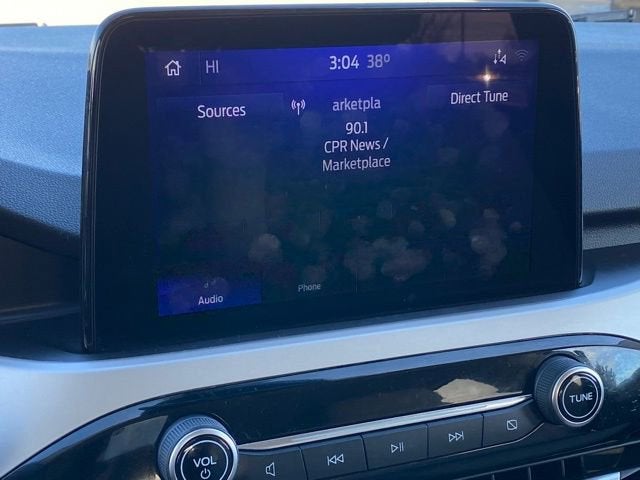 HI 3:04 38°
Sources arketpla Direct Tune
90.1
CPR News /
Marketplace
Audio Phone
VOL TUNE